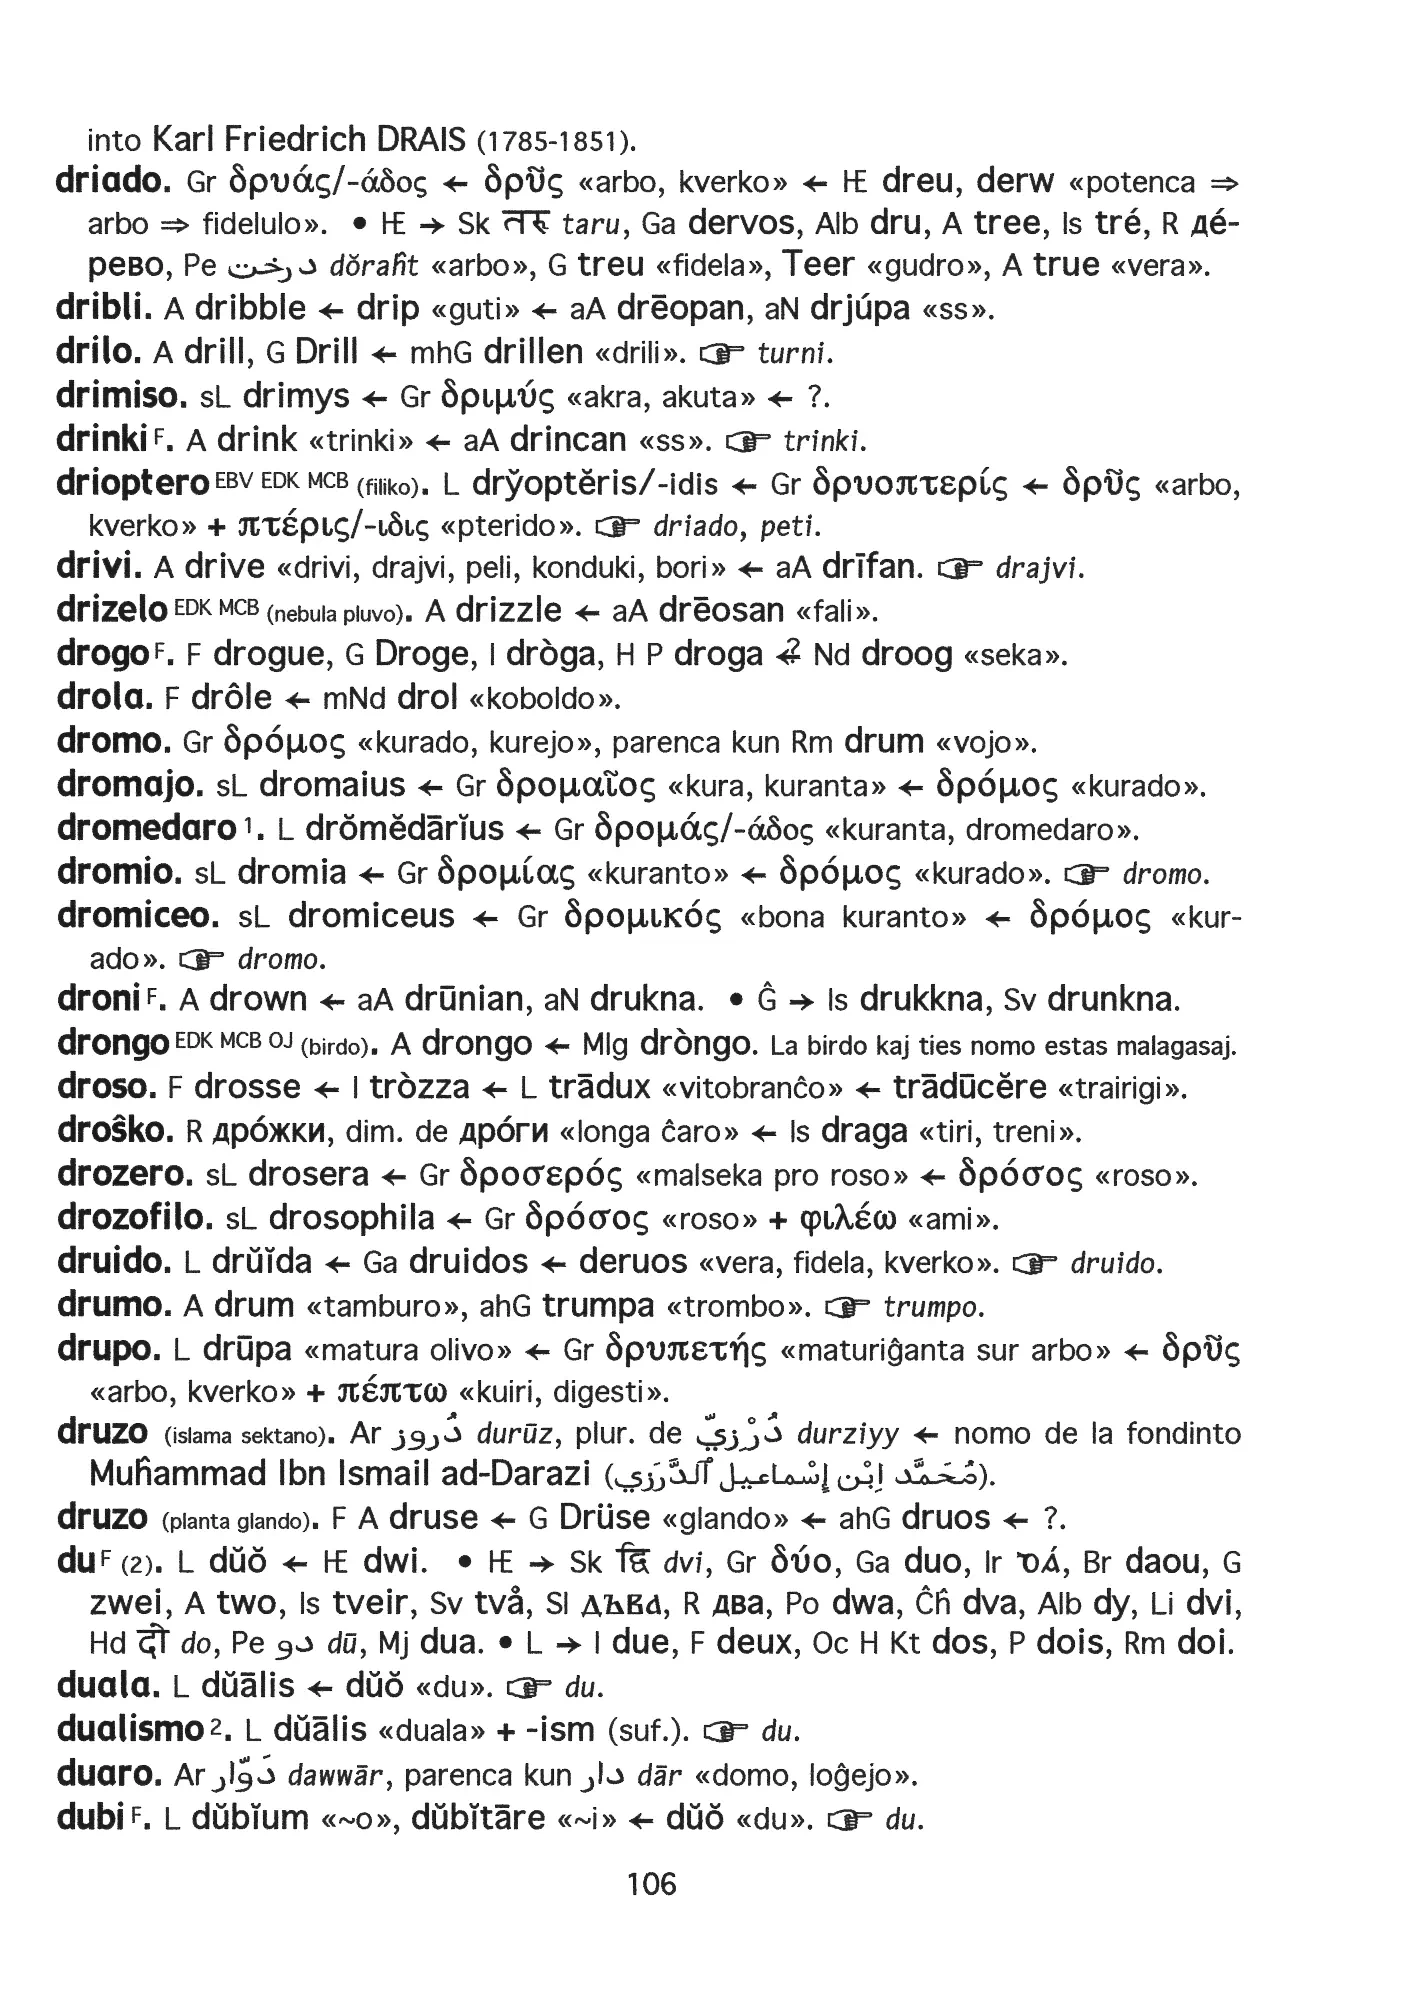 into Karl Friedrich DRAIS (1785-1851).
driado. Gr δρυάς/-άδος ← δρῦς «arbo, kverko» ← IE dreu, derw «potenca ⇒
arbo ⇒ fidelulo». • IE → Sk तरु taru, Ga dervos, Alb dru, A tree, Is tré, R дé-
рево, Pe درخت dŏraĥt «arbo», G treu «fidela», Teer «gudro», A true «vera».
dribli. A dribble ← drip «guti» ← aA drēopan, aN drjúpa «ss».
drilo. A drill, G Drill ← mhG drillen «drili». ☞ turni.
drimiso. sL drimys ← Gr δριμύς «akra, akuta» ← ?.
drinki F. A drink «trinki» ← aA drincan «ss». ☞ trinki.
drioptero EBV EDK MCB (filiko). L drўoptĕris/-idis ← Gr δρυοπτερίς ← δρῦς «arbo,
kverko» + πτέρις/-ιδις «pterido». ☞ driado, peti.
drivi. A drive «drivi, drajvi, peli, konduki, bori» ← aA drīfan. ☞ drajvi.
drizelo EDK MCB (nebula pluvo). A drizzle ← aA drēosan «fali».
drogo F. F drogue, G Droge, I dròga, H P droga ←? Nd droog «seka».
drola. F drôle ← mNd drol «koboldo».
dromo. Gr δρόμος «kurado, kurejo», parenca kun Rm drum «vojo».
dromajo. sL dromaius ← Gr δρομαῖος «kura, kuranta» ← δρόμος «kurado».
dromedaro 1. L drŏmĕdārĭus ← Gr δρομάς/-άδος «kuranta, dromedaro».
dromio. sL dromia ← Gr δρομίας «kuranto» ← δρόμος «kurado». ☞ dromo.
dromiceo. sL dromiceus ← Gr δρομικός «bona kuranto» ← δρόμος «kur-
ado». ☞ dromo.
droni F. A drown ← aA drūnian, aN drukna. • Ĝ → Is drukkna, Sv drunkna.
drongo EDK MCB OJ (birdo). A drongo ← Mlg dròngo. La birdo kaj ties nomo estas malagasaj.
droso. F drosse ← I tròzza ← L trādux «vitobranĉo» ← trādūcĕre «trairigi».
droŝko. R дрóжки, dim. de дрóги «longa ĉaro» ← Is draga «tiri, treni».
drozero. sL drosera ← Gr δροσερός «malseka pro roso» ← δρόσος «roso».
drozofilo. sL drosophila ← Gr δρόσος «roso» + φιλέω «ami».
druido. L drŭĭda ← Ga druidos ← deruos «vera, fidela, kverko». ☞ druido.
drumo. A drum «tamburo», ahG trumpa «trombo». ☞ trumpo.
drupo. L drūpa «matura olivo» ← Gr δρυπετής «maturiĝanta sur arbo» ← δρῦς
«arbo, kverko» + πέπτω «kuiri, digesti».
druzo (islama sektano). Ar دُروز durūz, plur. de دُرْزِيّ durziyy ← nomo de la fondinto
Muĥammad Ibn Ismail ad-Darazi (مُحَمَّد اِبْن إِسْماعيل ٱلدَّرَزي).
druzo (planta glando). F A druse ← G Drüse «glando» ← ahG druos ← ?.
du F (2). L dŭŏ ← IE dwi. • IE → Sk द्वि dvi, Gr δύο, Ga duo, Ir ꝺá, Br daou, G
zwei, A two, Is tveir, Sv två, Sl дъва, R два, Po dwa, Ĉĥ dva, Alb dy, Li dvi,
Hd दो do, Pe دو dū, Mj dua. • L → I due, F deux, Oc H Kt dos, P dois, Rm doi.
duala. L dŭālis ← dŭŏ «du». ☞ du.
dualismo 2. L dŭālis «duala» + -ism (suf.). ☞ du.
duaro. Ar دَوّار dawwār, parenca kun دار dār «domo, loĝejo».
dubi F. L dŭbĭum «~o», dŭbĭtāre «~i» ← dŭŏ «du». ☞ du.
106